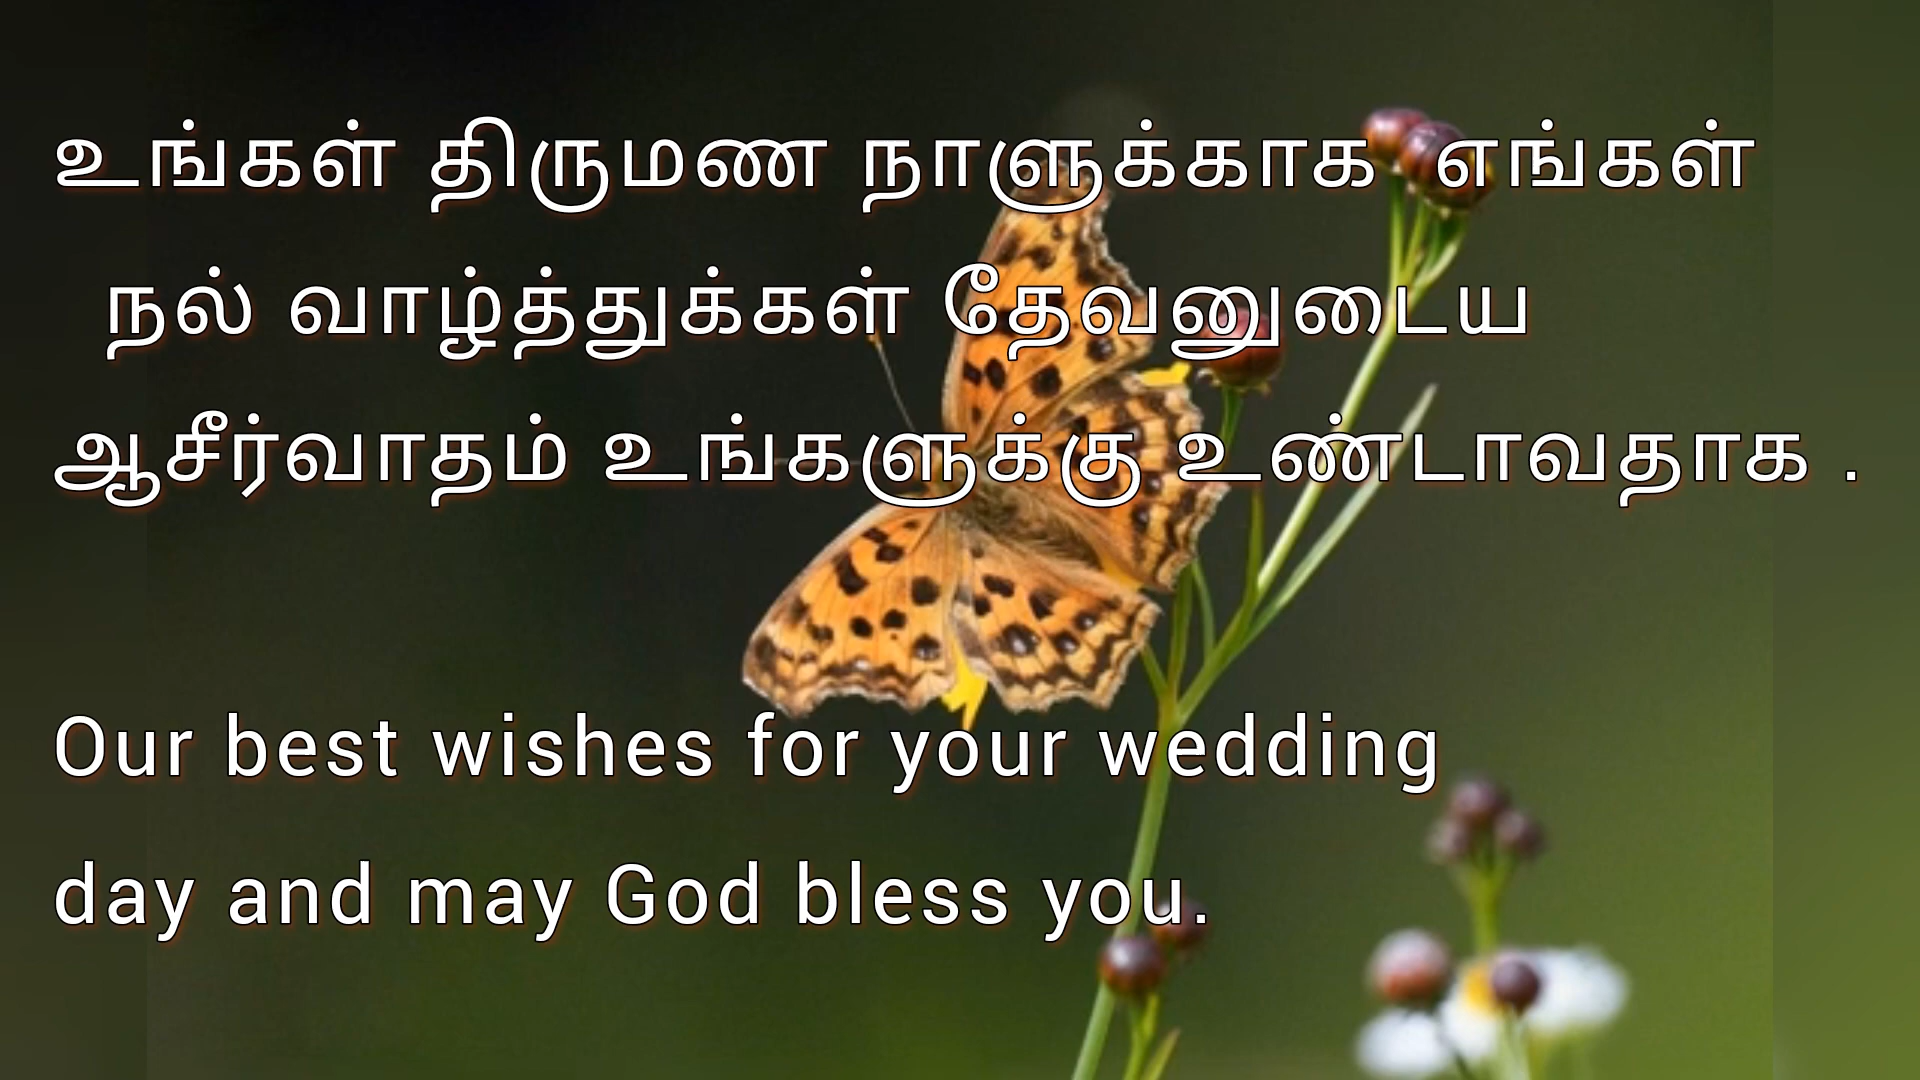 உங்கள் திருமண நாளுக்காக எங்கள்
நல் வாழ்த்துக்கள் தேவனுடைய
ஆசீர்வாதம் உங்களுக்கு உண்டாவதாக .
Our best wishes for your wedding
day and may God bless you.